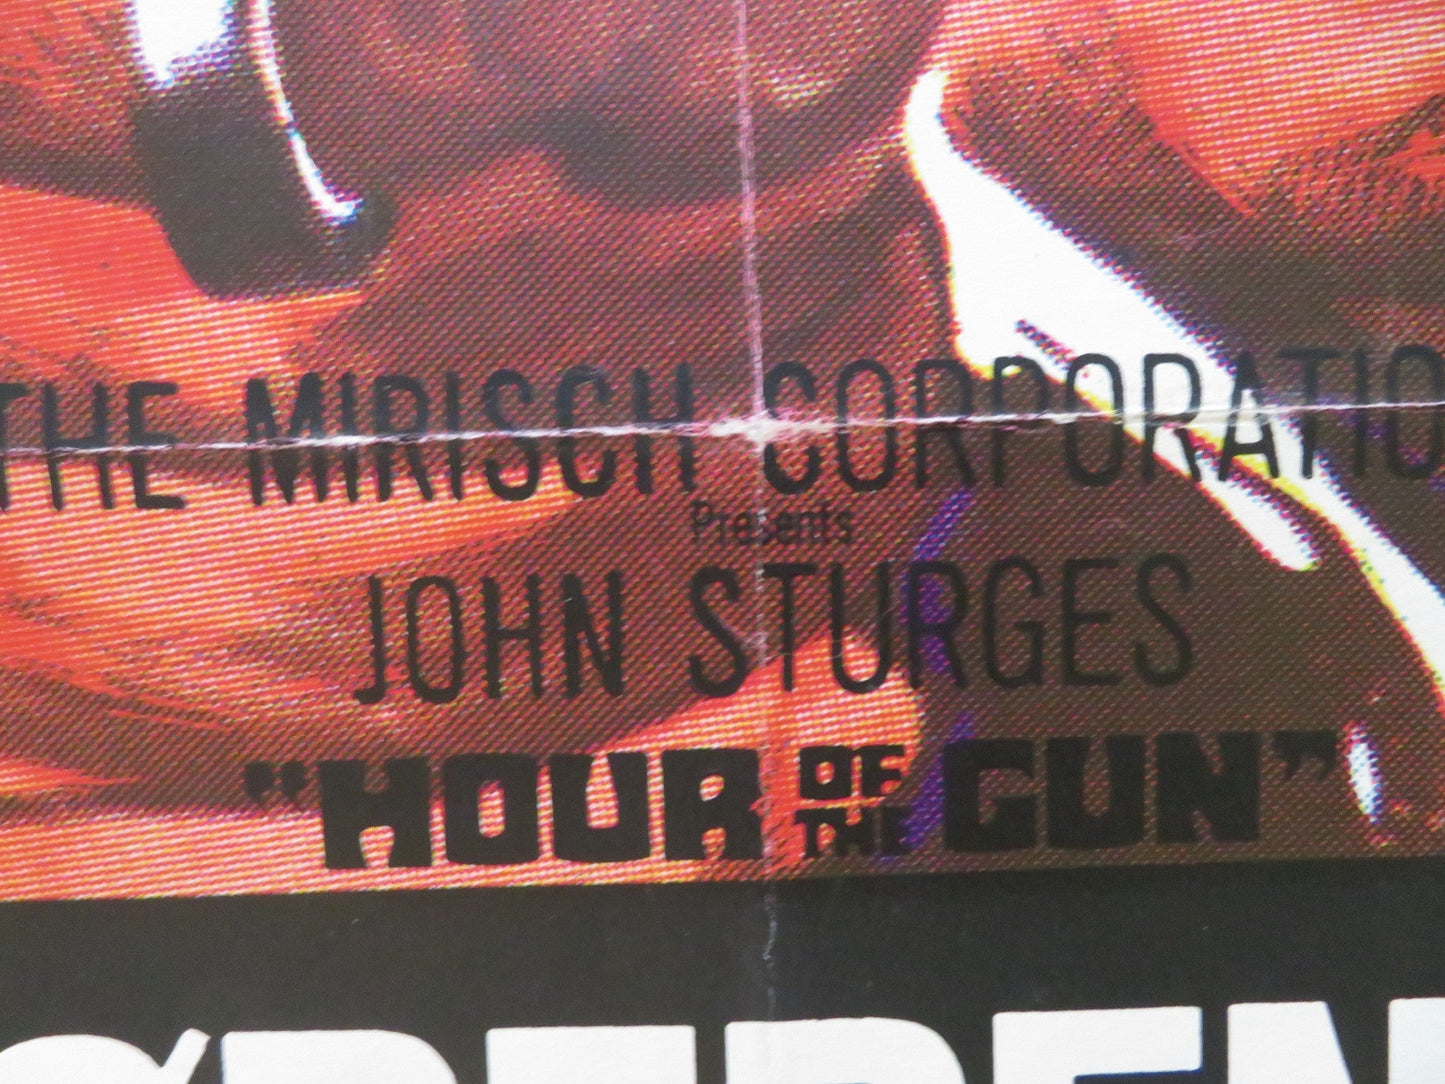 THE MIRISCH CORPORATIO
Presents
JOHN STURGES
"HOUR OF THE GUN"